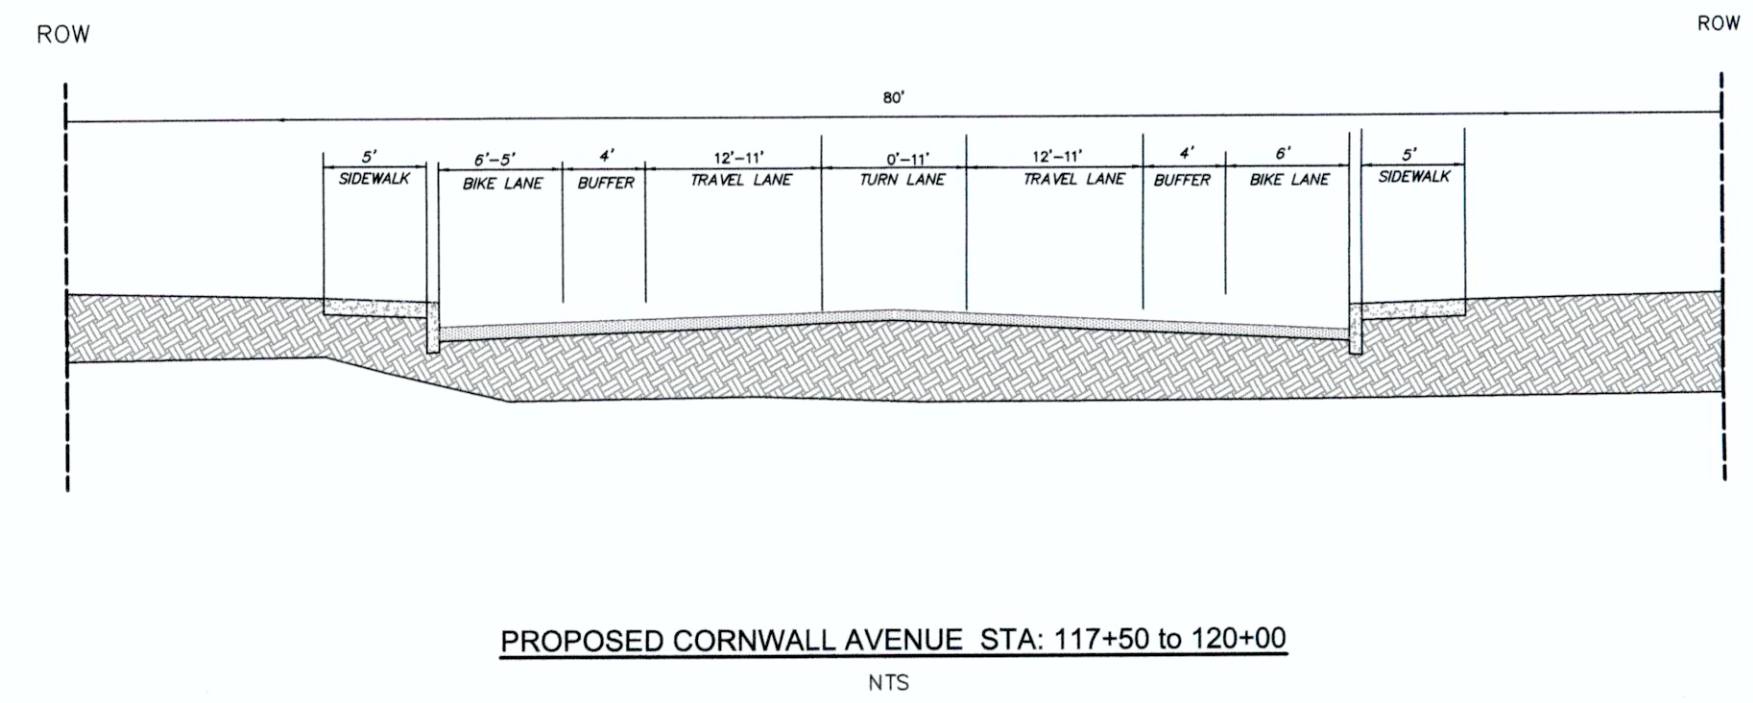 ROW
ROW
80'
5' 6'-5' 4' 12'-11' 0'-11' 12'-11' 4' 6' 5'
SIDEWALK BIKE LANE BUFFER TRAVEL LANE TURN LANE TRAVEL LANE BUFFER BIKE LANE SIDEWALK
PROPOSED CORNWALL AVENUE STA: 117+50 to 120+00
NTS